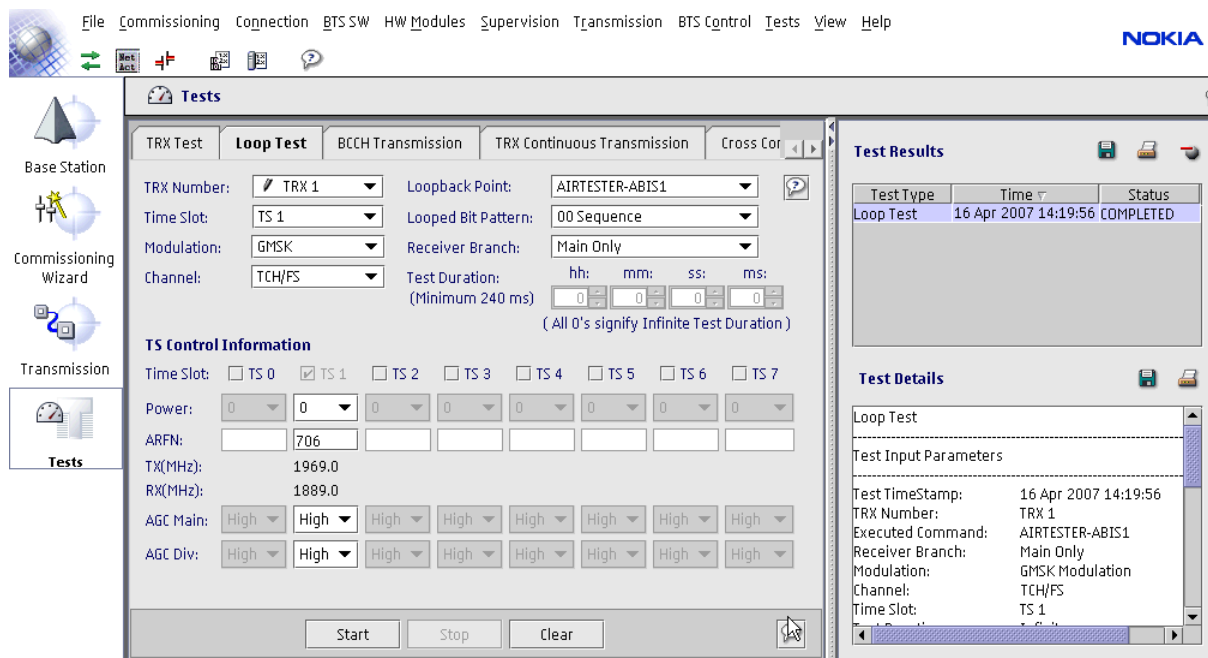 File Commissioning Connection BTS SW HW Modules Supervision Transmission BTS Control Tests View Help
NOKIA
Net Act
Tests
Base Station
Commissioning Wizard
Transmission
Tests
TRX Test Loop Test BCCH Transmission TRX Continuous Transmission Cross Cor
TRX Number: TRX 1 Loopback Point: AIRTESTER-ABIS1
Time Slot: TS 1 Looped Bit Pattern: 00 Sequence
Modulation: GMSK Receiver Branch: Main Only
Channel: TCH/FS Test Duration: hh: mm: ss: ms:
(Minimum 240 ms) 0 0 0 0
( All 0's signify Infinite Test Duration )
TS Control Information
Time Slot: TS 0 TS 1 TS 2 TS 3 TS 4 TS 5 TS 6 TS 7
Power: 0 0 0 0 0 0 0 0
ARFN: 706
TX(MHz): 1969.0
RX(MHz): 1889.0
AGC Main: High High High High High High High High
AGC Div: High High High High High High High High
Start Stop Clear
Test Results
Test Type Time Status
Loop Test 16 Apr 2007 14:19:56 COMPLETED
Test Details
Loop Test
Test Input Parameters
Test TimeStamp: 16 Apr 2007 14:19:56
TRX Number: TRX 1
Executed Command: AIRTESTER-ABIS1
Receiver Branch: Main Only
Modulation: GMSK Modulation
Channel: TCH/FS
Time Slot: TS 1